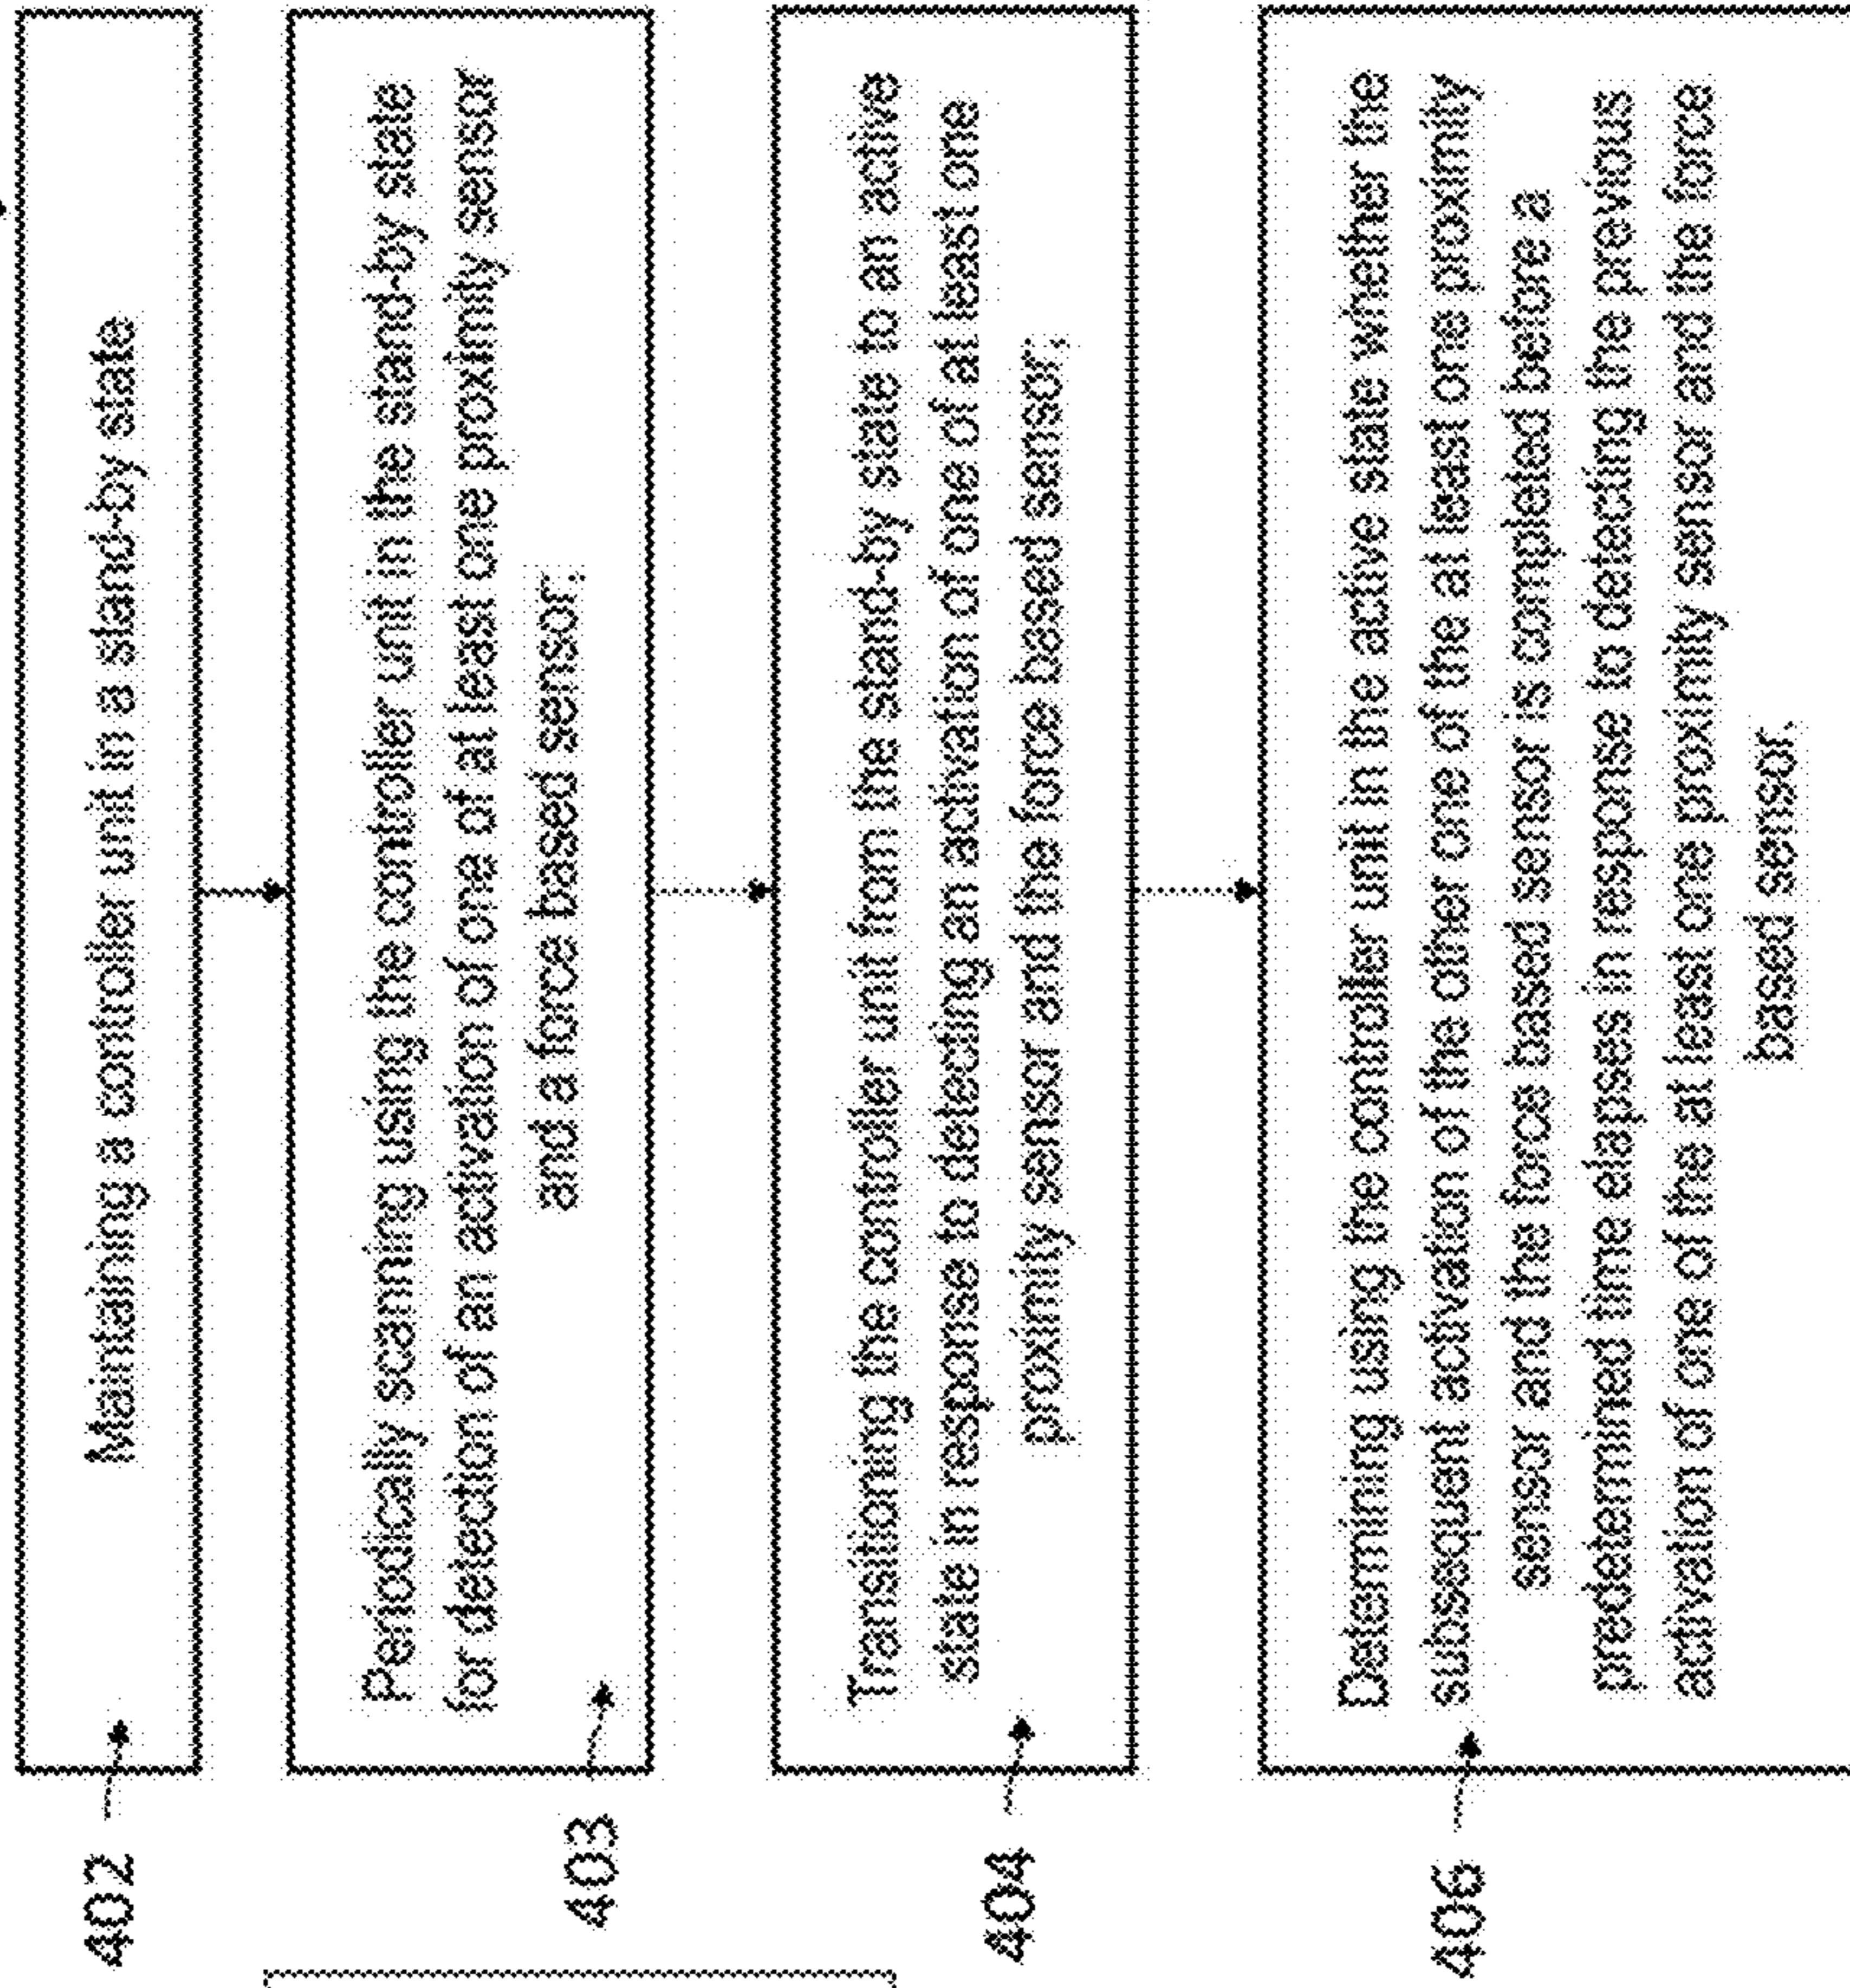 402
Maintaining a controller unit in a stand-by state
403
Periodically scanning using the controller unit in the stand-by state
for detection of an activation of one of at least one proximity sensor
and a force based sensor;
404
Transitioning the controller unit from the stand-by state to an active
state in response to detecting an activation of one of at least one
proximity sensor and the force based sensor;
406
Determining using the controller unit in the active state whether the
subsequent activation of the other one of the at least one proximity
sensor and the force based sensor is completed before a
predetermined time elapses in response to detecting the previous
activation of one of the at least one proximity sensor and the force
based sensor.